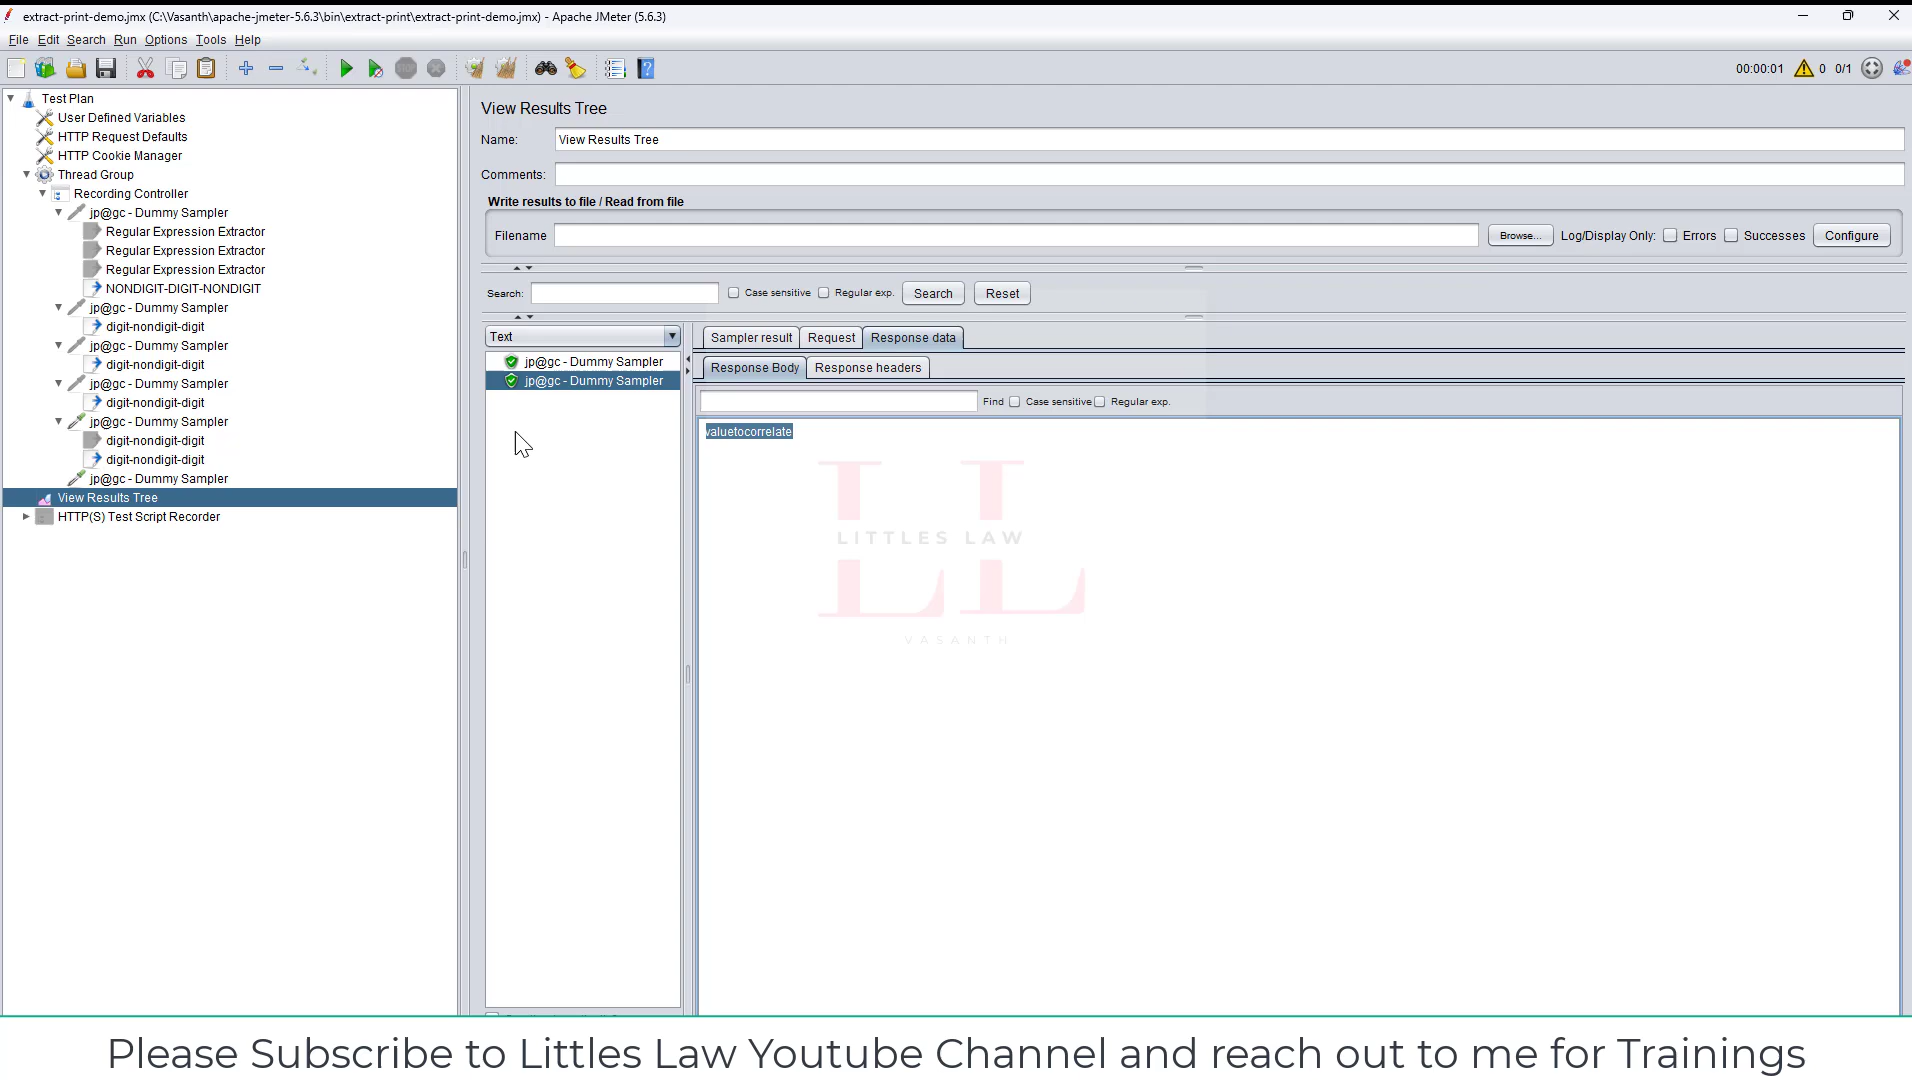 extract-print-demo.jmx (C:\Vasanth\apache-jmeter-5.6.3\bin\extract-print\extract-print-demo.jmx) - Apache JMeter (5.6.3)
File Edit Search Run Options Tools Help
00:00:01 0 0/1
Test Plan
User Defined Variables
HTTP Request Defaults
HTTP Cookie Manager
Thread Group
Recording Controller
jp@gc - Dummy Sampler
Regular Expression Extractor
Regular Expression Extractor
Regular Expression Extractor
NONDIGIT-DIGIT-NONDIGIT
jp@gc - Dummy Sampler
digit-nondigit-digit
jp@gc - Dummy Sampler
digit-nondigit-digit
jp@gc - Dummy Sampler
digit-nondigit-digit
jp@gc - Dummy Sampler
digit-nondigit-digit
digit-nondigit-digit
jp@gc - Dummy Sampler
View Results Tree
HTTP(S) Test Script Recorder
View Results Tree
Name: View Results Tree
Comments:
Write results to file / Read from file
Filename Browse... Log/Display Only: Errors Successes Configure
Search: Case sensitive Regular exp. Search Reset
Text
jp@gc - Dummy Sampler
jp@gc - Dummy Sampler
Sampler result Request Response data
Response Body Response headers
Find Case sensitive Regular exp.
valuetocorrelate
LL
LITTLES LAW
VASANTH
Please Subscribe to Littles Law Youtube Channel and reach out to me for Trainings